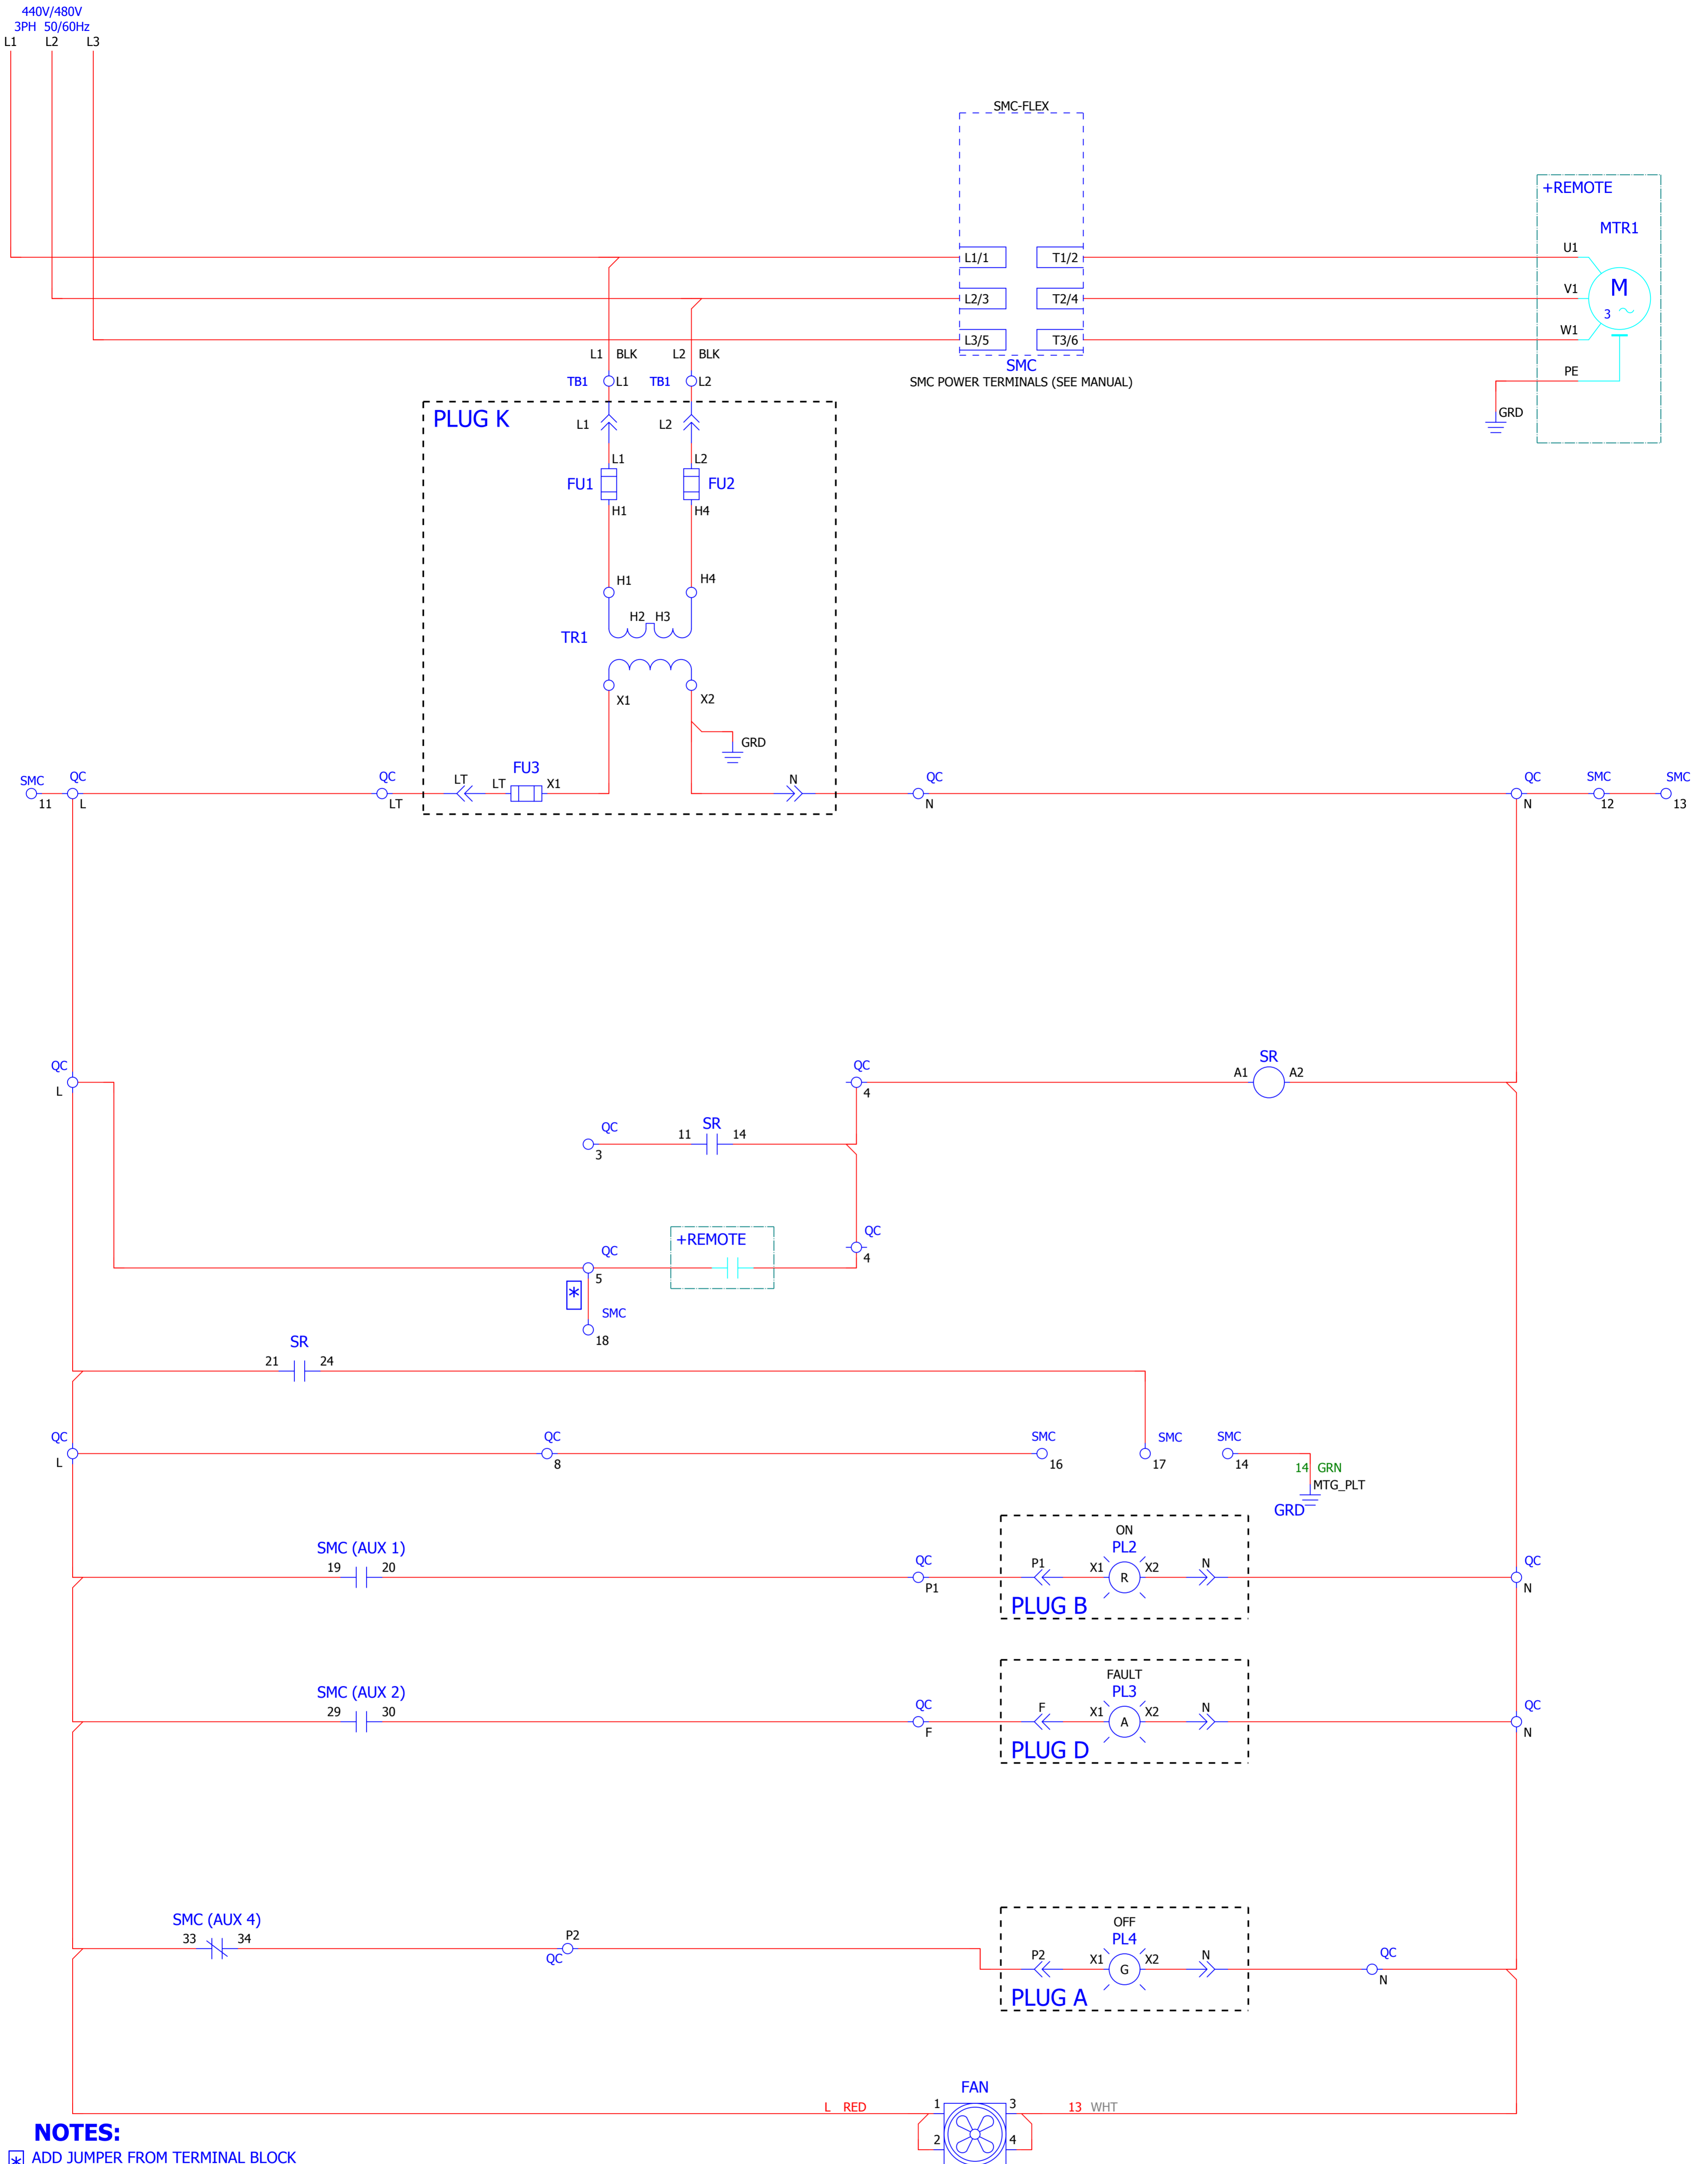 440V/480V
3PH 50/60Hz
L1 L2 L3
SMC-FLEX
+REMOTE
MTR1
L1/1 T1/2 U1
M
3
L2/3 T2/4 V1
L3/5 T3/6 W1
L1 BLK L2 BLK
SMC
SMC POWER TERMINALS (SEE MANUAL)
PE
TB1 L1 TB1 L2
GRD
PLUG K
L1 L2
L1 L2
FU1 FU2
H1 H4
H1 H4
H2 H3
TR1
X1 X2
GRD
SMC QC QC LT LT FU3 X1 N QC QC SMC SMC
11 L LT N N 12 13
QC QC SR
L 4 A1 A2
QC 11 SR 14
3
QC
4
+REMOTE
QC
5
*
SMC
18
SR
21 24
QC QC SMC SMC SMC
L 8 16 17 14
14 GRN
MTG_PLT
GRD
ON
SMC (AUX 1) PL2
19 20 QC P1 X1 R X2 N QC
P1 N
PLUG B
FAULT
SMC (AUX 2) PL3
29 30 QC F X1 A X2 N QC
F N
PLUG D
OFF
SMC (AUX 4) PL4
33 34 P2 P2 X1 G X2 N QC
QC N
PLUG A
FAN
L RED 1 3 13 WHT
2 4
NOTES:
* ADD JUMPER FROM TERMINAL BLOCK